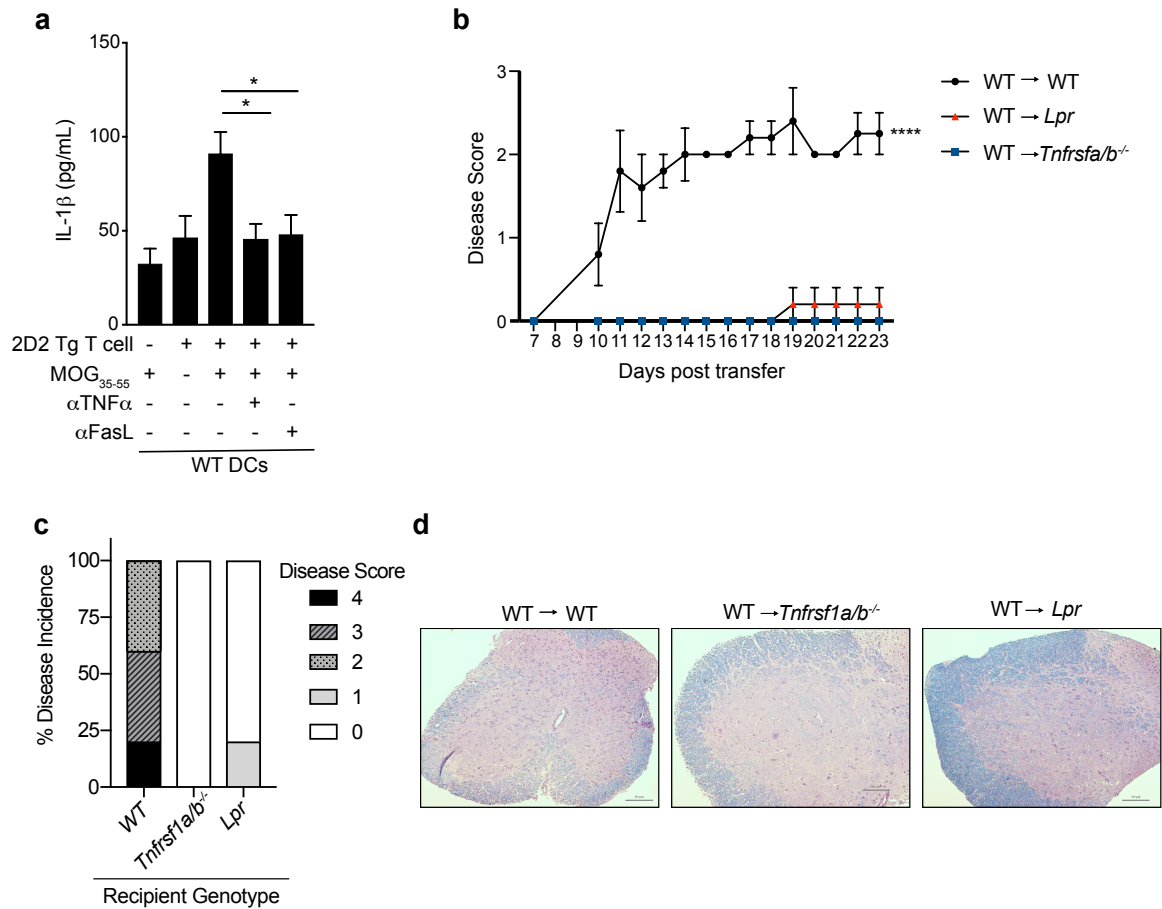 a
150
100
50
0
IL-1β (pg/mL)
2D2 Tg T cell - + + + +
MOG35-55 + - + + +
αTNFα - - - + -
αFasL - - - - +
WT DCs
* 
*
b
3
2
1
0
Disease Score
7 8 9 10 11 12 13 14 15 16 17 18 19 20 21 22 23
Days post transfer
****
WT → WT
WT → Lpr
WT → Tnfrsfa/b-/-
c
100
75
50
25
0
% Disease Incidence
WT
Tnfrsf1a/b-/-
Lpr
Recipient Genotype
Disease Score
4
3
2
1
0
d
WT → WT
WT → Tnfrsf1a/b-/-
WT → Lpr